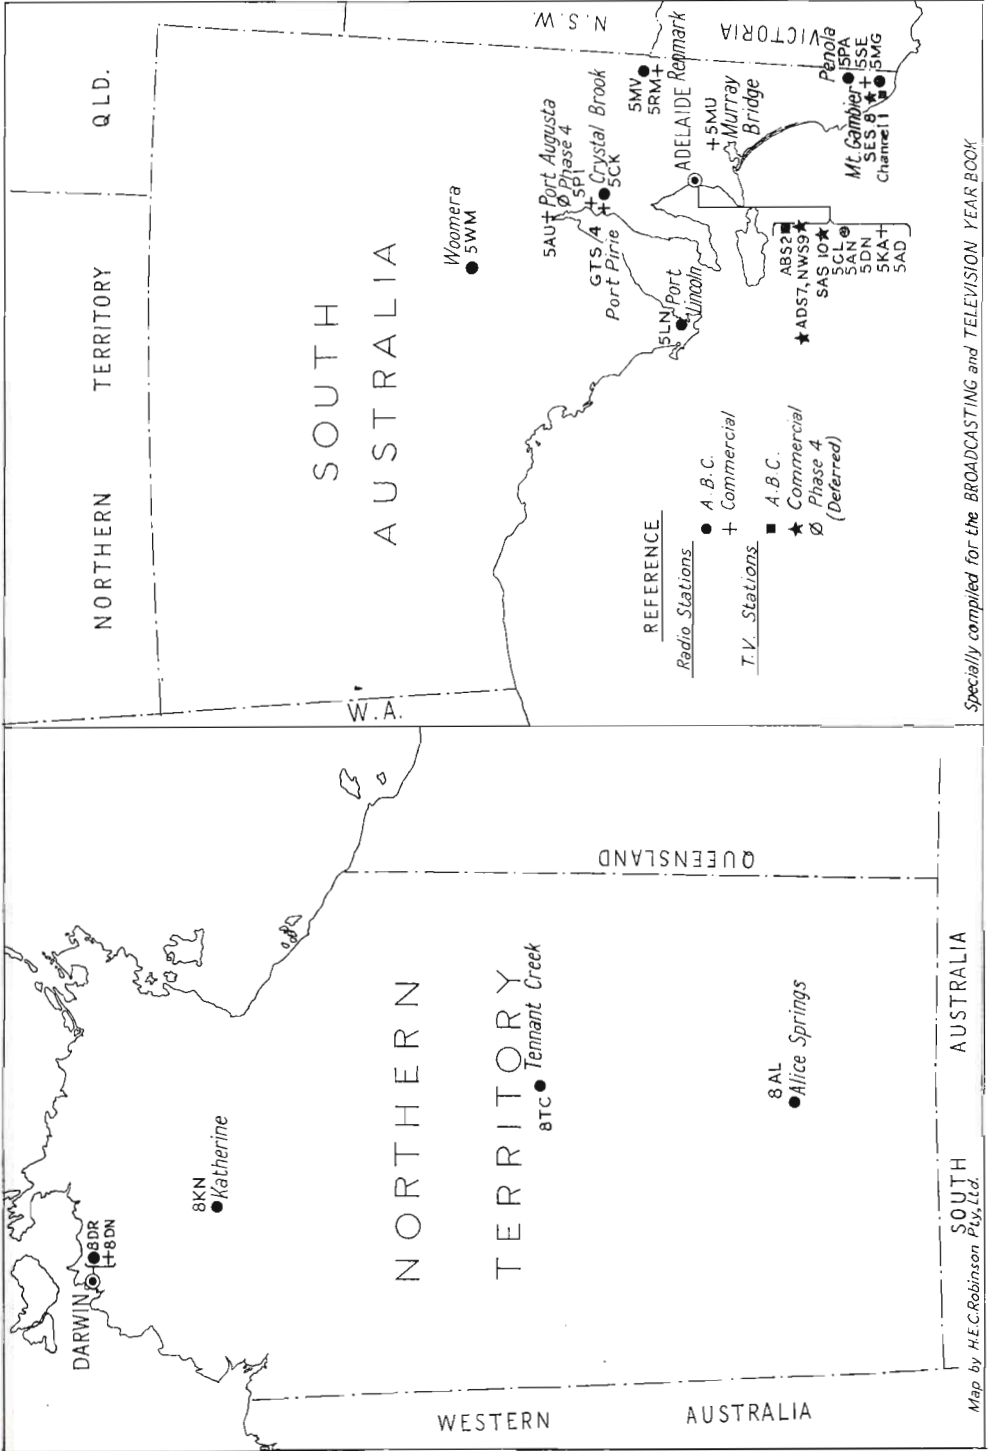 DARWIN
8DR
+8DN
8KN
Katherine
NORTHERN
TERRITORY
8TC
Tennant Creek
8AL
Alice Springs
QUEENSLAND
WESTERN
AUSTRALIA
SOUTH
AUSTRALIA
Map by H.E.C.Robinson Pty, Ltd.
NORTHERN
TERRITORY
QLD.
W.A.
SOUTH
AUSTRALIA
N.S.W.
VICTORIA
Woomera
5WM
5AU+
Port Augusta
Ø Phase 4
5PI
GTS/4
Port Pirie
Crystal Brook
5CK
5MV
5RM+
Renmark
ADELAIDE
+5MU
Murray
Bridge
5LN
Port
Lincoln
ABS2
ADS7, NWS9
SAS 10
5CL
5AN
5DN
5KA+
5AD
Penola
5PA
Mt. Gambier
5SE
SES 8
5MG
Channel 1
REFERENCE
Radio Stations
A.B.C.
+ Commercial
T.V. Stations
A.B.C.
Commercial
Ø Phase 4
(Deferred)
Specially compiled for the BROADCASTING and TELEVISION YEAR BOOK